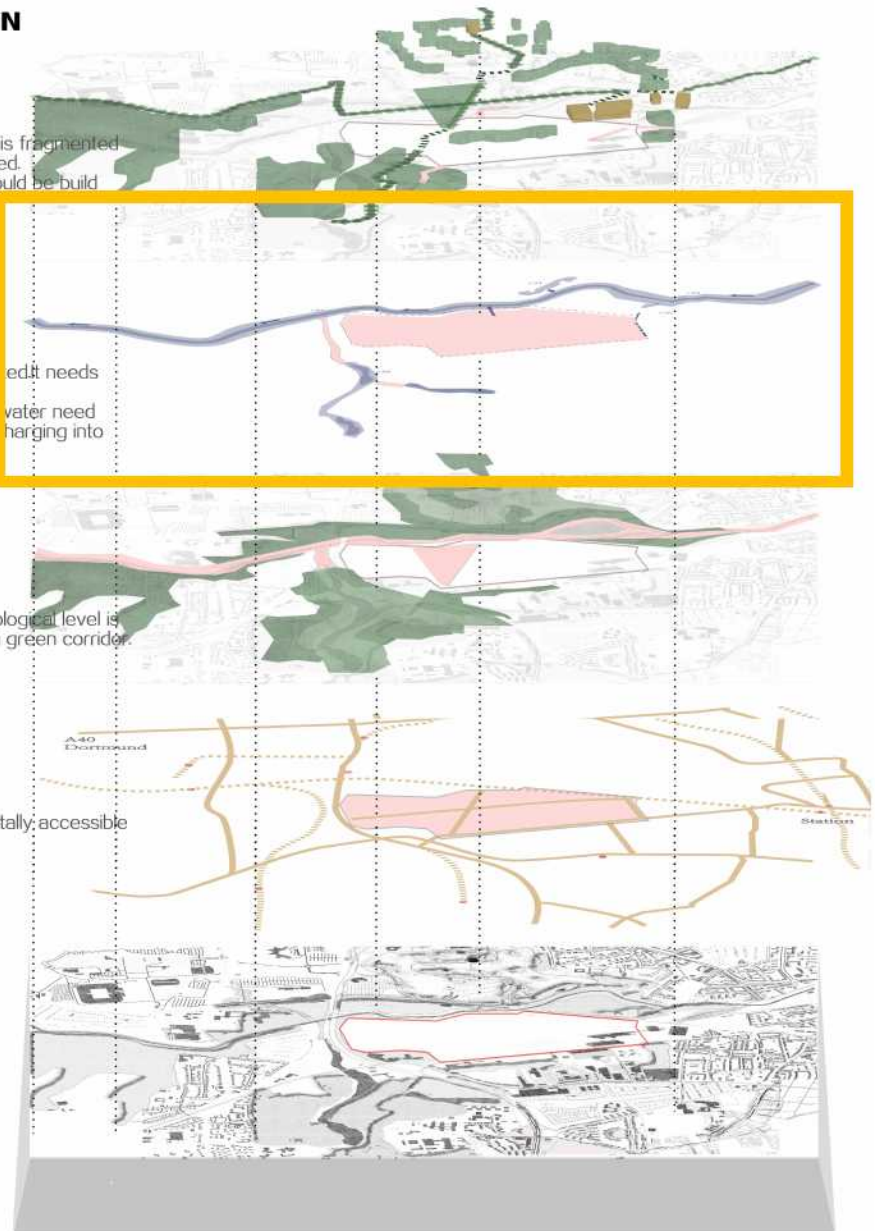 N
is fragmented
ed.
ould be build
ed.It needs
water need
harging into
ological level is
green corridor.
A40
Dortmund
tally accessible
Station